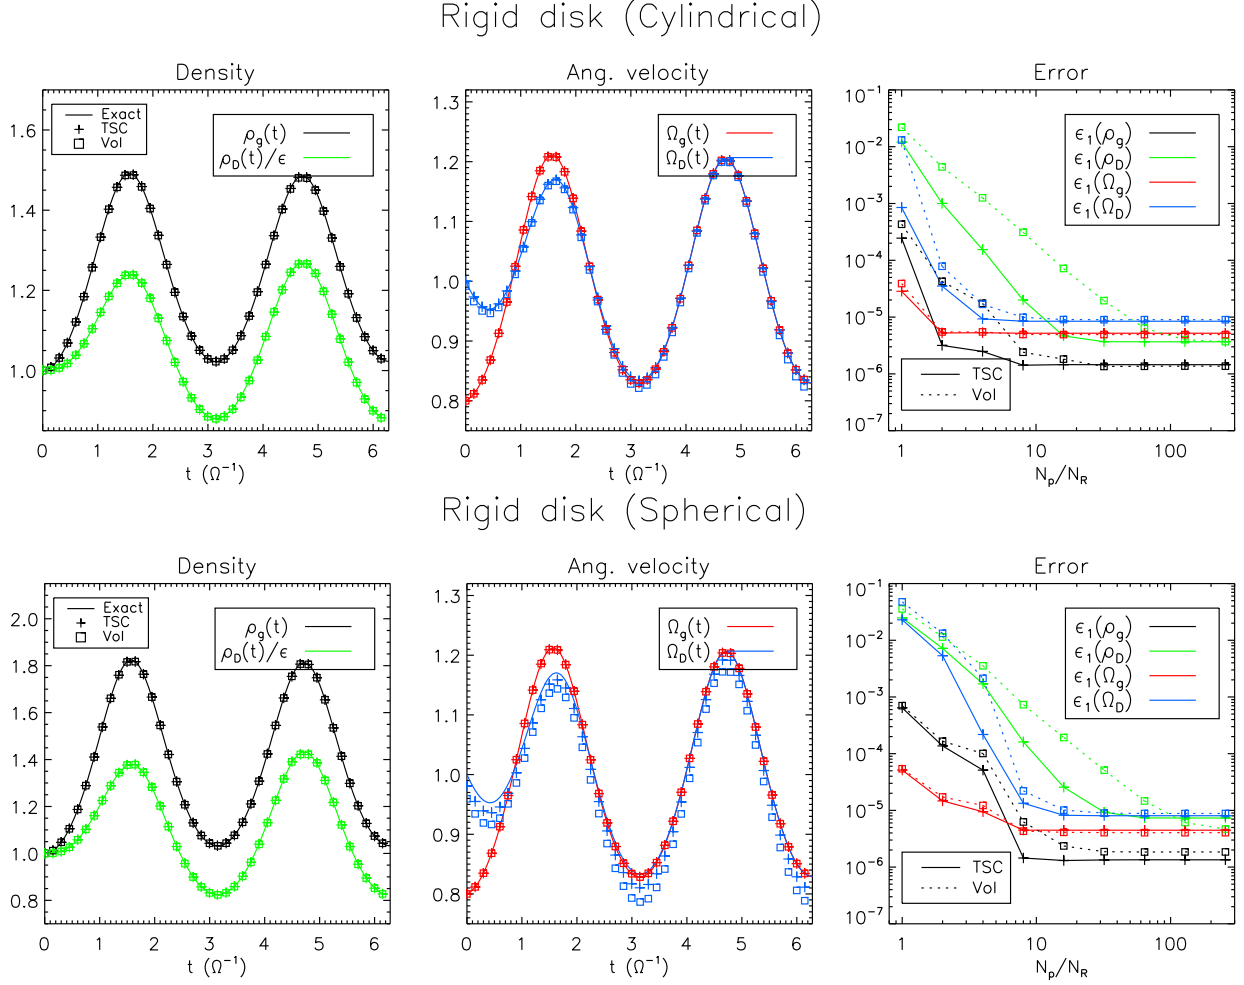 Rigid disk (Cylindrical)
Density
Exact
TSC
Vol
ρg(t)
ρD(t)/ϵ
1.6
1.4
1.2
1.0
0 1 2 3 4 5 6
t (Ω⁻¹)
Ang. velocity
Ωg(t)
ΩD(t)
1.3
1.2
1.1
1.0
0.9
0.8
0 1 2 3 4 5 6
t (Ω⁻¹)
Error
ϵ1(ρg)
ϵ1(ρD)
ϵ1(Ωg)
ϵ1(ΩD)
10⁻¹
10⁻²
10⁻³
10⁻⁴
10⁻⁵
10⁻⁶
10⁻⁷
TSC
Vol
1 10 100
Np/NR
Rigid disk (Spherical)
Density
Exact
TSC
Vol
ρg(t)
ρD(t)/ϵ
2.0
1.8
1.6
1.4
1.2
1.0
0.8
0 1 2 3 4 5 6
t (Ω⁻¹)
Ang. velocity
Ωg(t)
ΩD(t)
1.3
1.2
1.1
1.0
0.9
0.8
0 1 2 3 4 5 6
t (Ω⁻¹)
Error
ϵ1(ρg)
ϵ1(ρD)
ϵ1(Ωg)
ϵ1(ΩD)
10⁻¹
10⁻²
10⁻³
10⁻⁴
10⁻⁵
10⁻⁶
10⁻⁷
TSC
Vol
1 10 100
Np/NR